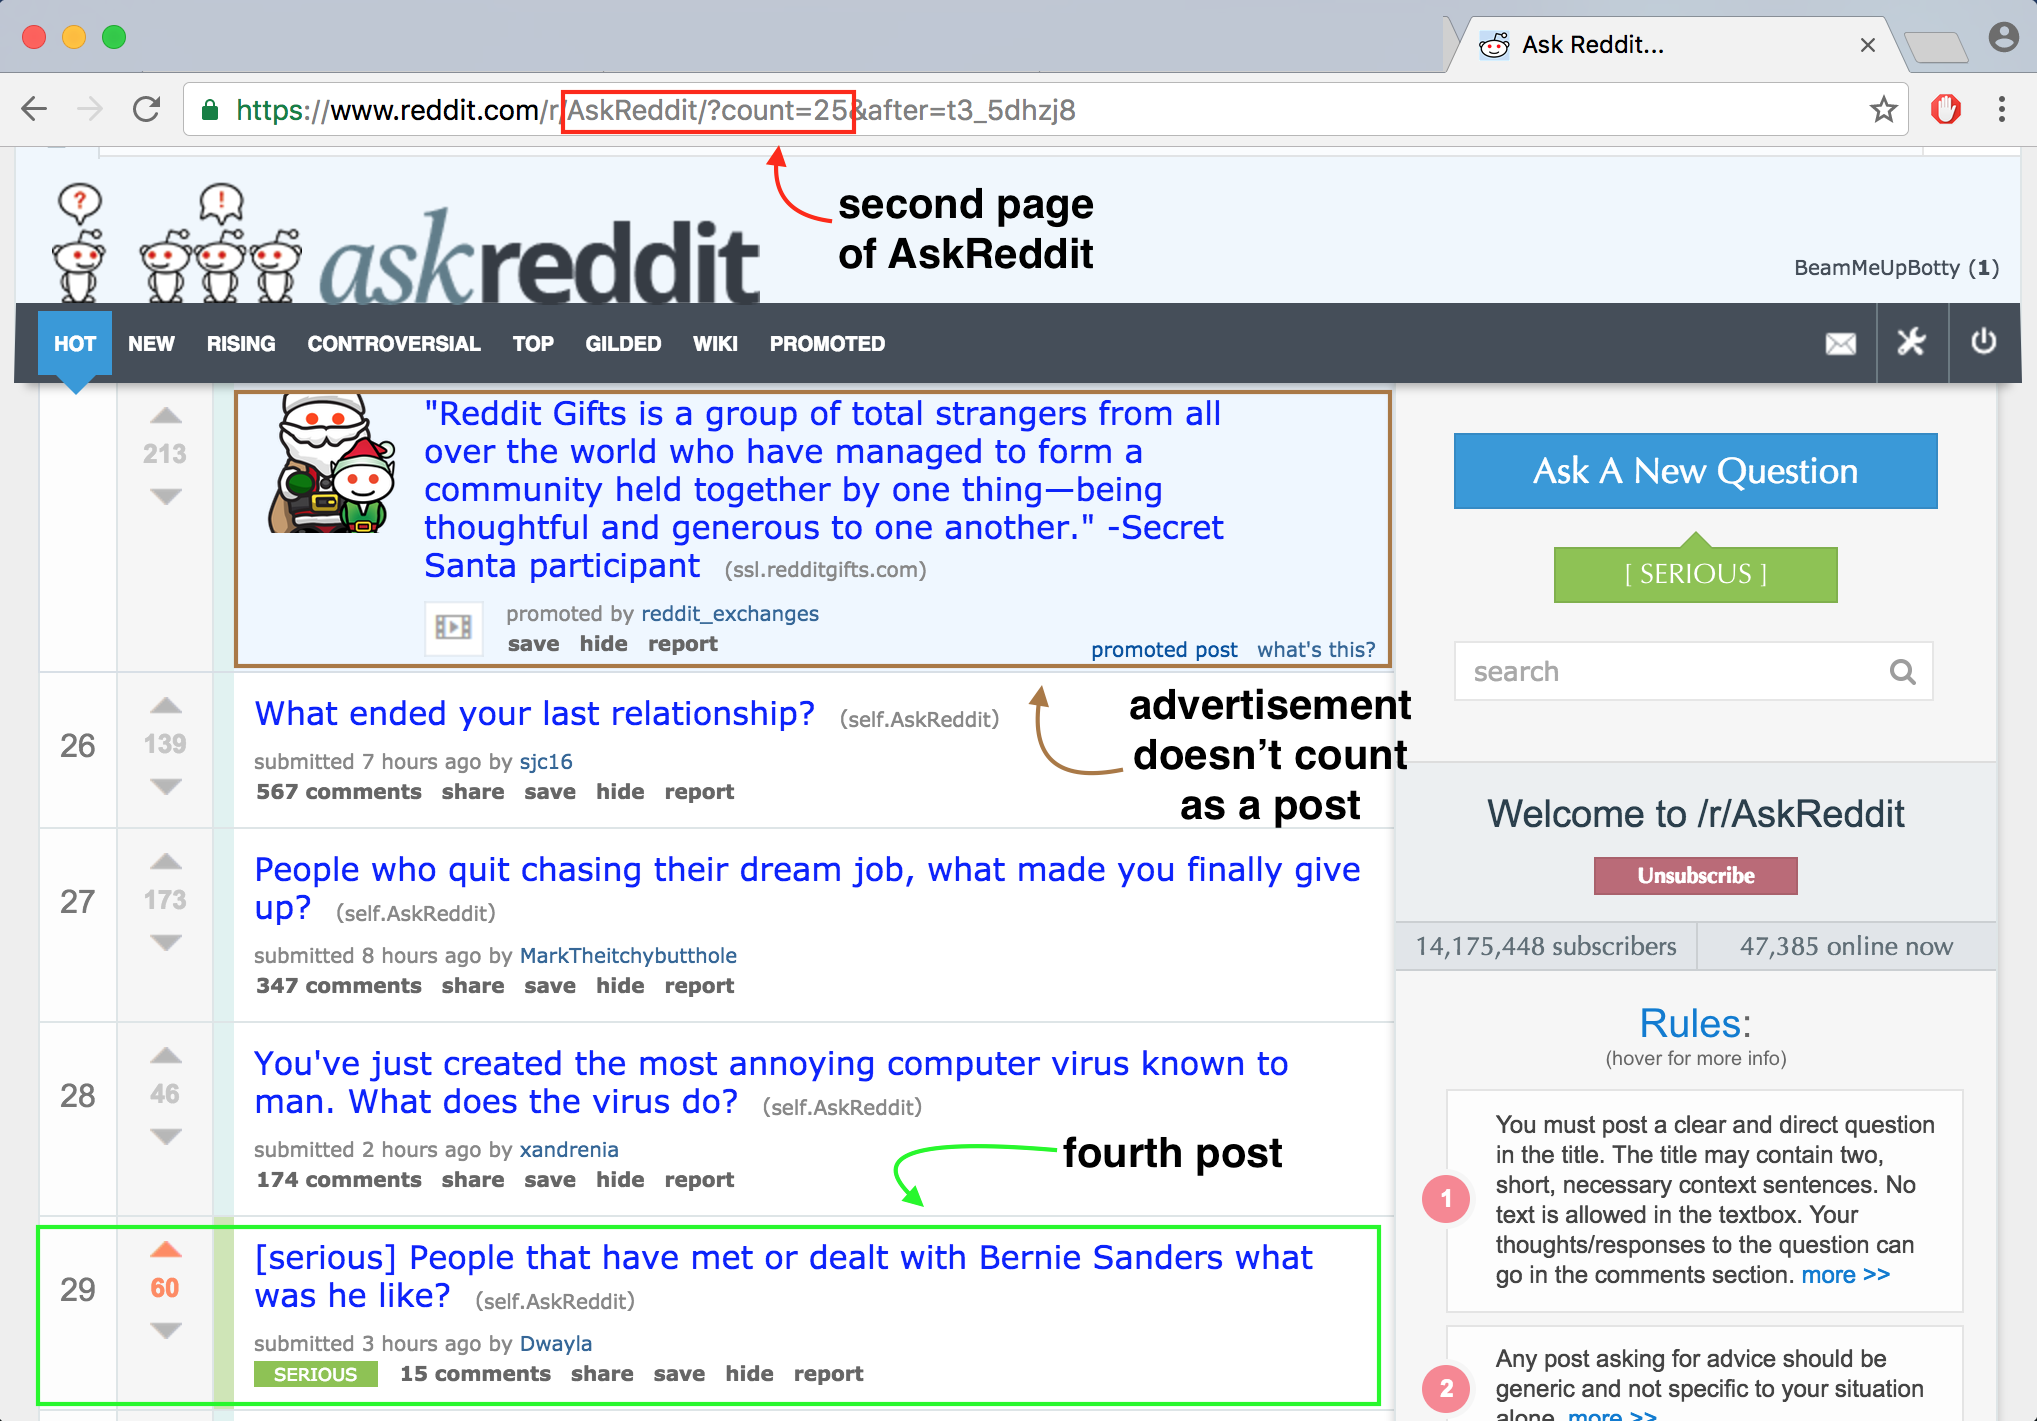 Ask Reddit...
https://www.reddit.com/r/AskReddit/?count=25&after=t3_5dhzj8
second page
of AskReddit
? !
askreddit
BeamMeUpBotty (1)
HOT NEW RISING CONTROVERSIAL TOP GILDED WIKI PROMOTED
213
"Reddit Gifts is a group of total strangers from all
over the world who have managed to form a
community held together by one thing—being
thoughtful and generous to one another." -Secret
Santa participant (ssl.redditgifts.com)
promoted by reddit_exchanges
save hide report
promoted post what's this?
advertisement
doesn't count
as a post
26
139
What ended your last relationship? (self.AskReddit)
submitted 7 hours ago by sjc16
567 comments share save hide report
27
173
People who quit chasing their dream job, what made you finally give
up? (self.AskReddit)
submitted 8 hours ago by MarkTheitchybutthole
347 comments share save hide report
28
46
You've just created the most annoying computer virus known to
man. What does the virus do? (self.AskReddit)
submitted 2 hours ago by xandrenia
174 comments share save hide report
fourth post
29
60
[serious] People that have met or dealt with Bernie Sanders what
was he like? (self.AskReddit)
submitted 3 hours ago by Dwayla
SERIOUS 15 comments share save hide report
Ask A New Question
[ SERIOUS ]
search
Welcome to /r/AskReddit
Unsubscribe
14,175,448 subscribers 47,385 online now
Rules:
(hover for more info)
1
You must post a clear and direct question
in the title. The title may contain two,
short, necessary context sentences. No
text is allowed in the textbox. Your
thoughts/responses to the question can
go in the comments section. more >>
2
Any post asking for advice should be
generic and not specific to your situation
alone. more >>